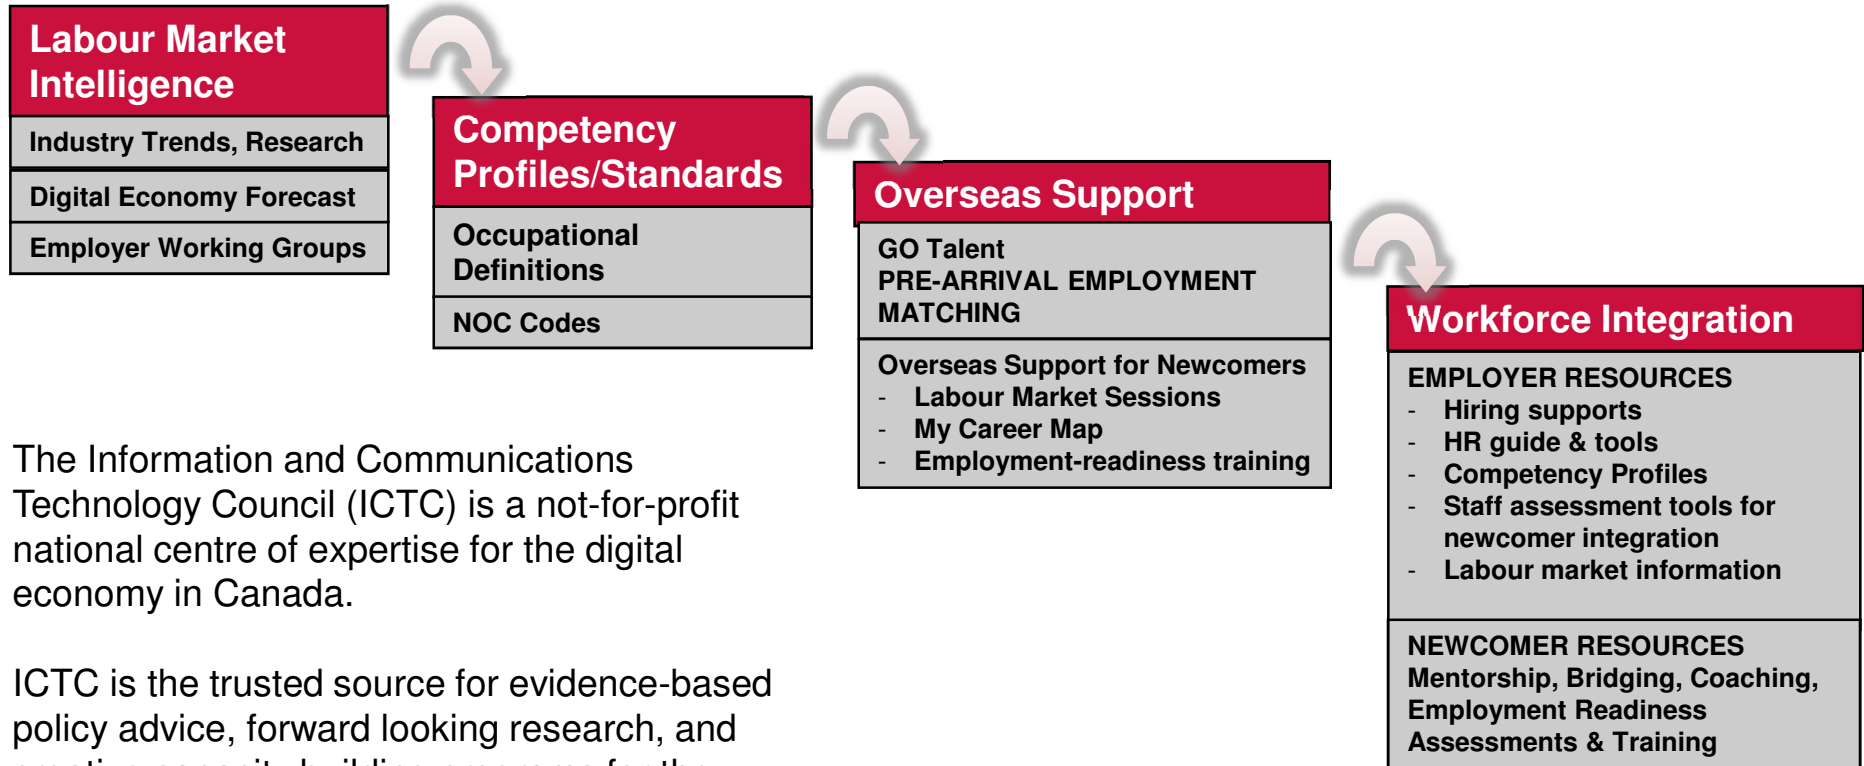 Labour Market
Intelligence
Industry Trends, Research
Digital Economy Forecast
Employer Working Groups
Competency
Profiles/Standards
Occupational
Definitions
NOC Codes
Overseas Support
GO Talent
PRE-ARRIVAL EMPLOYMENT
MATCHING
Overseas Support for Newcomers
- Labour Market Sessions
- My Career Map
- Employment-readiness training
Workforce Integration
EMPLOYER RESOURCES
- Hiring supports
- HR guide & tools
- Competency Profiles
- Staff assessment tools for
newcomer integration
- Labour market information
NEWCOMER RESOURCES
Mentorship, Bridging, Coaching,
Employment Readiness
Assessments & Training
The Information and Communications
Technology Council (ICTC) is a not-for-profit
national centre of expertise for the digital
economy in Canada.
ICTC is the trusted source for evidence-based
policy advice, forward looking research, and